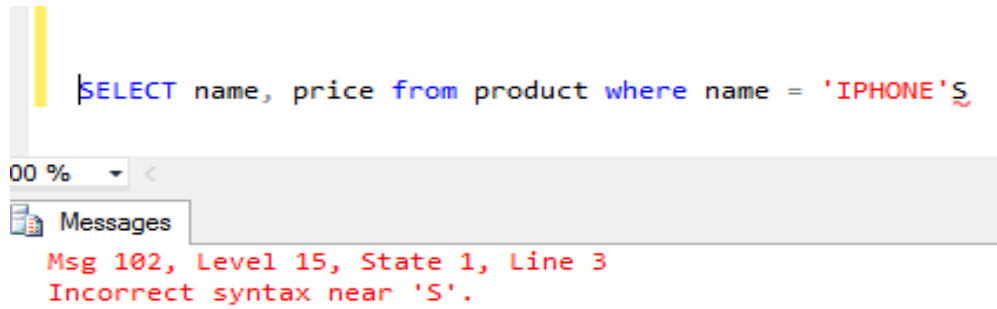 SELECT name, price from product where name = 'IPHONE'S
00 %
Messages
Msg 102, Level 15, State 1, Line 3
Incorrect syntax near 'S'.